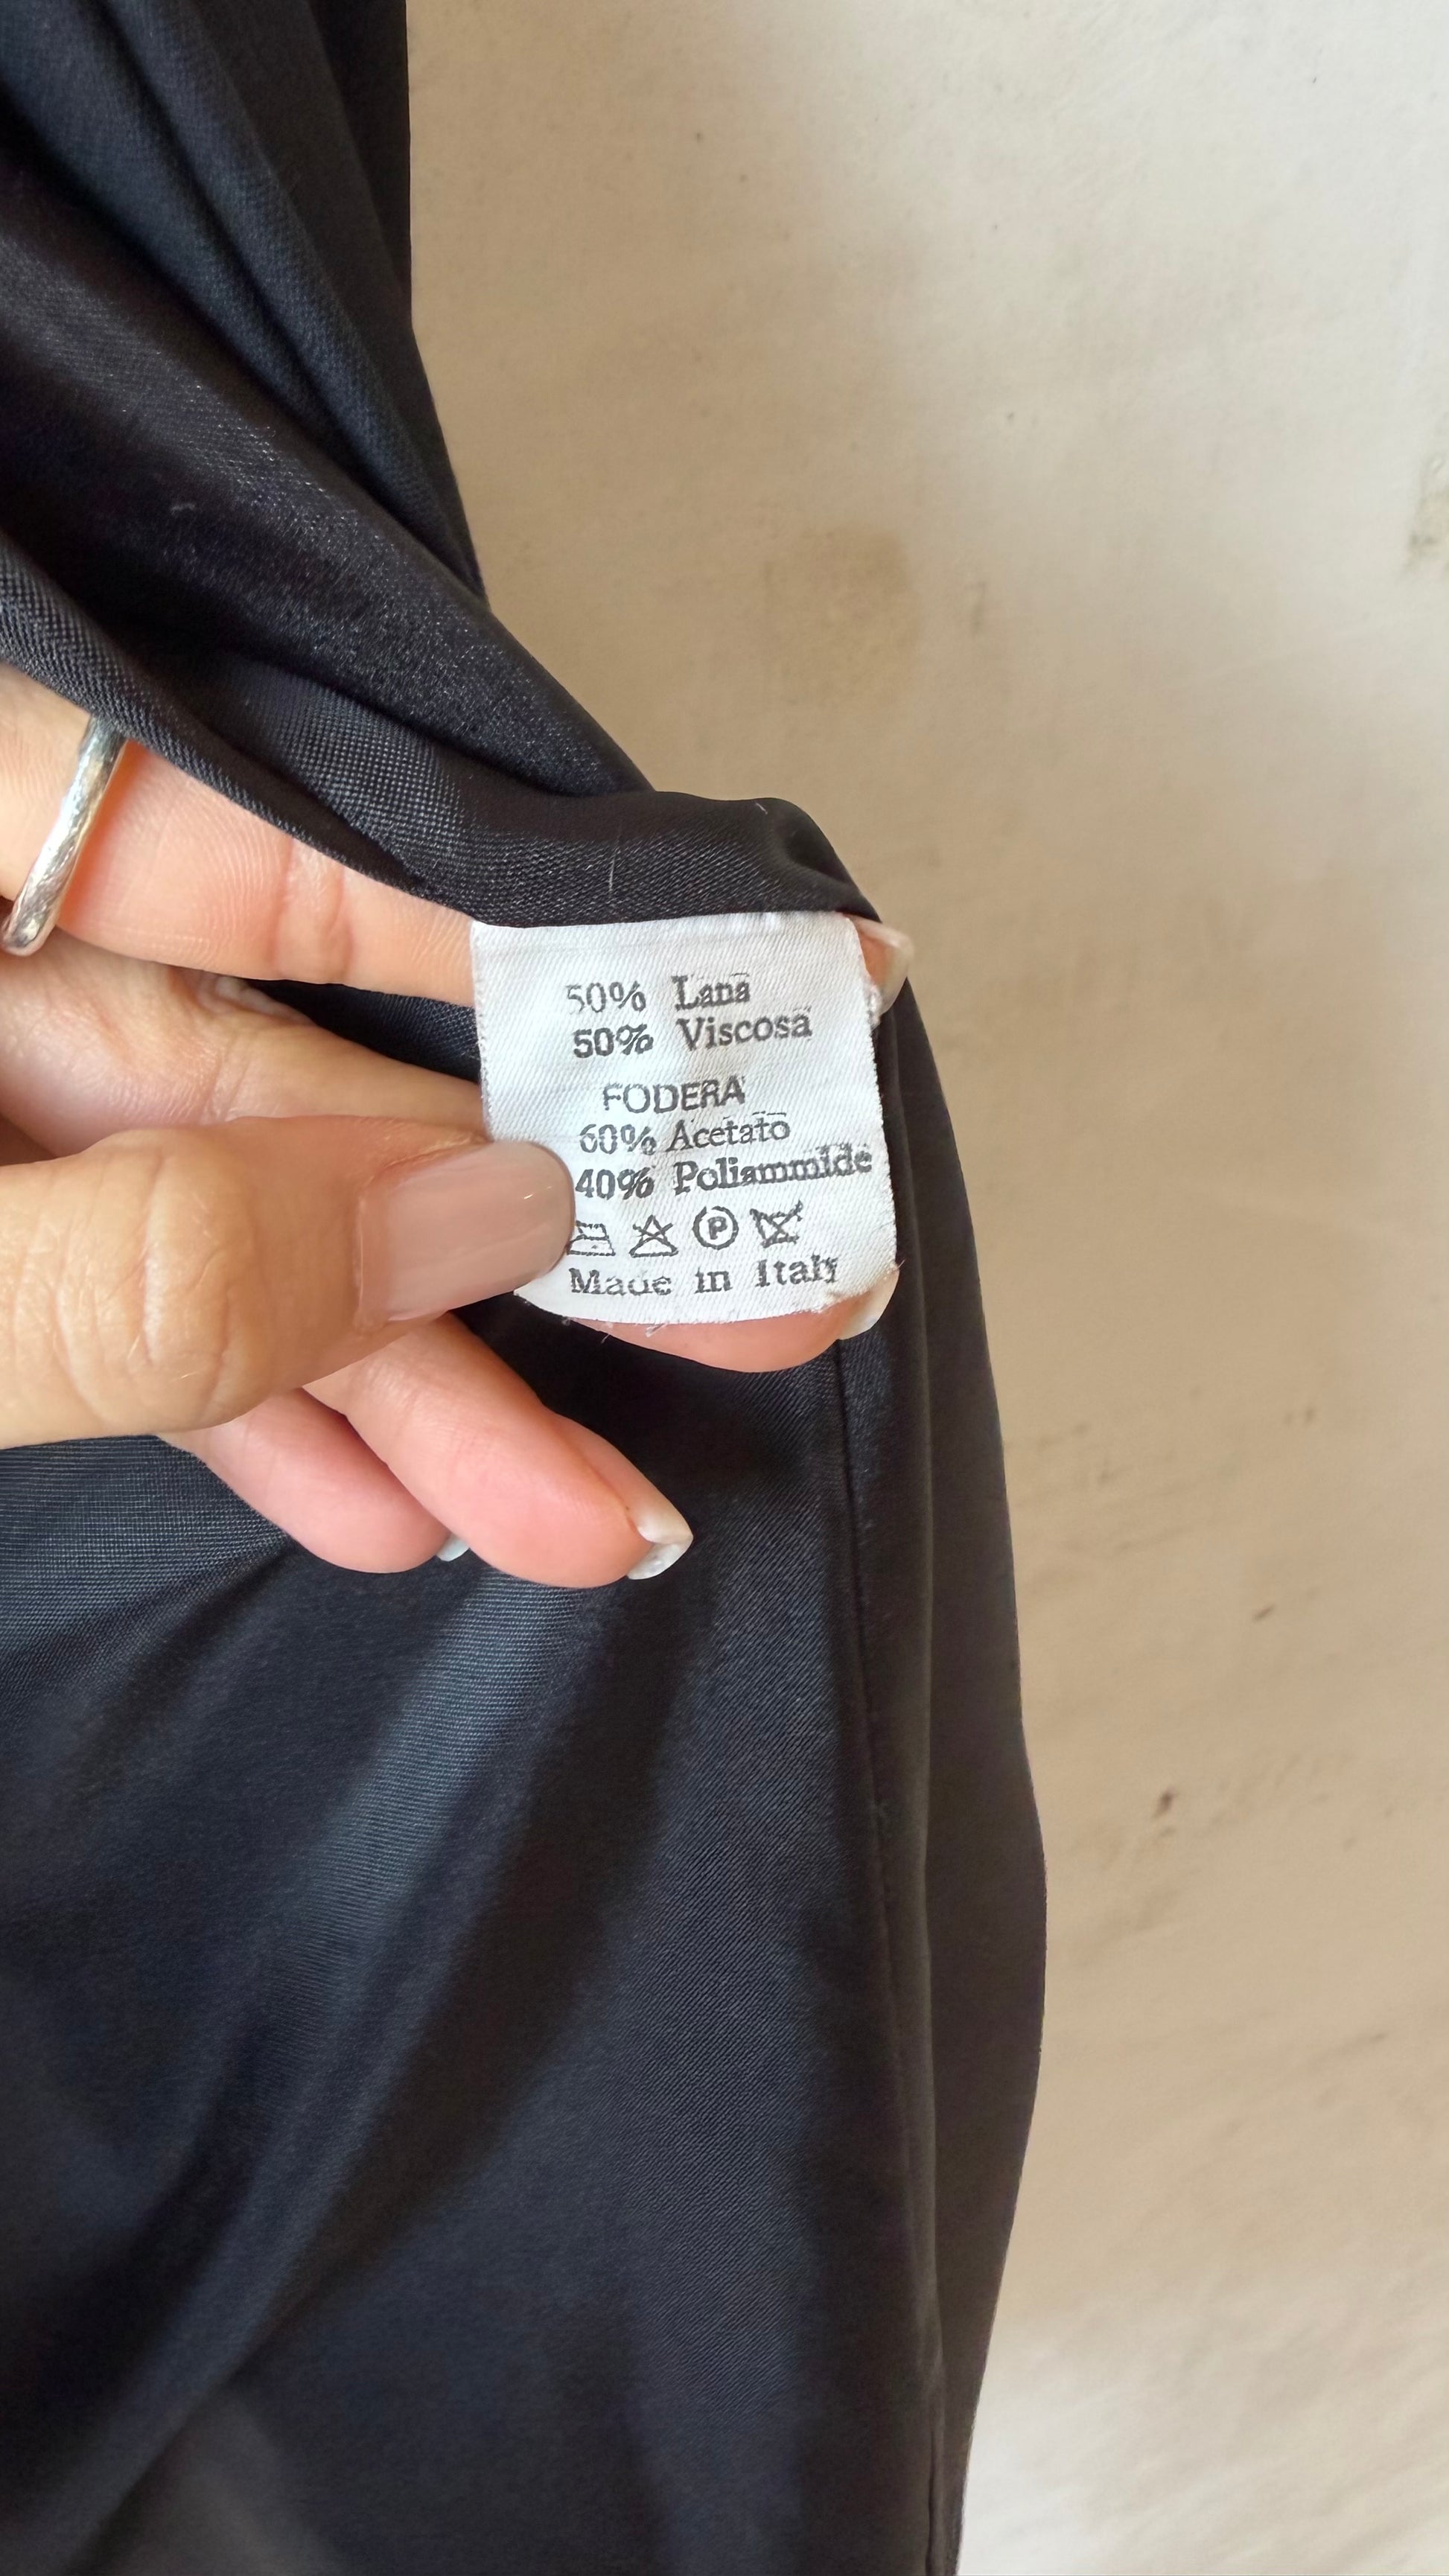 50% Lana
50% Viscosa
FODERA
60% Acetato
40% Poliammide
P
Made in Italy